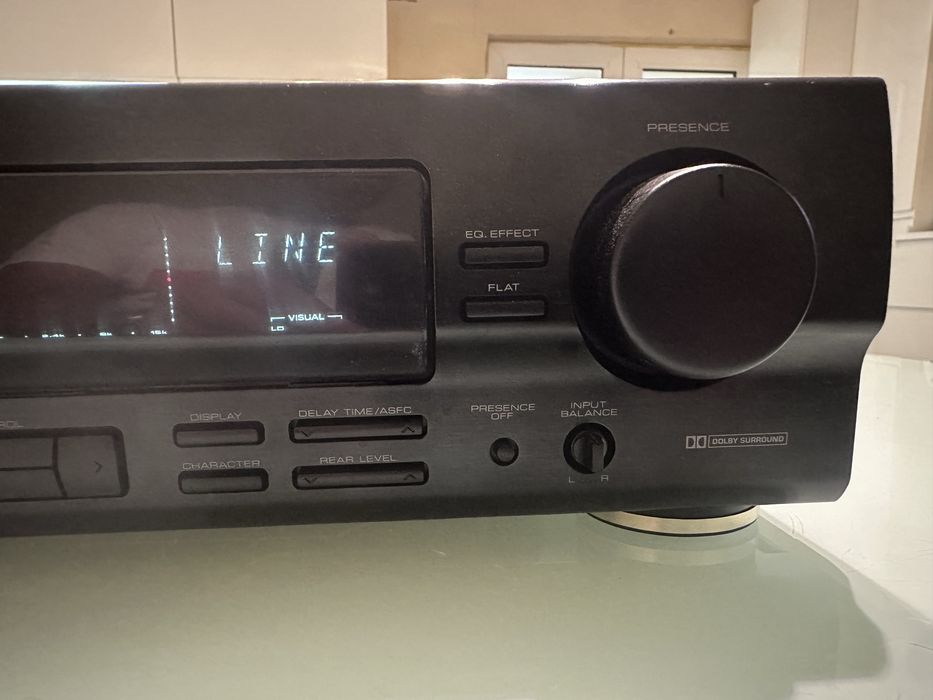 PRESENCE
EQ. EFFECT
LINE
FLAT
VISUAL
LD
DISPLAY
DELAY TIME/ASFC
PRESENCE
OFF
INPUT
BALANCE
DOLBY SURROUND
CHARACTER
REAR LEVEL
L R